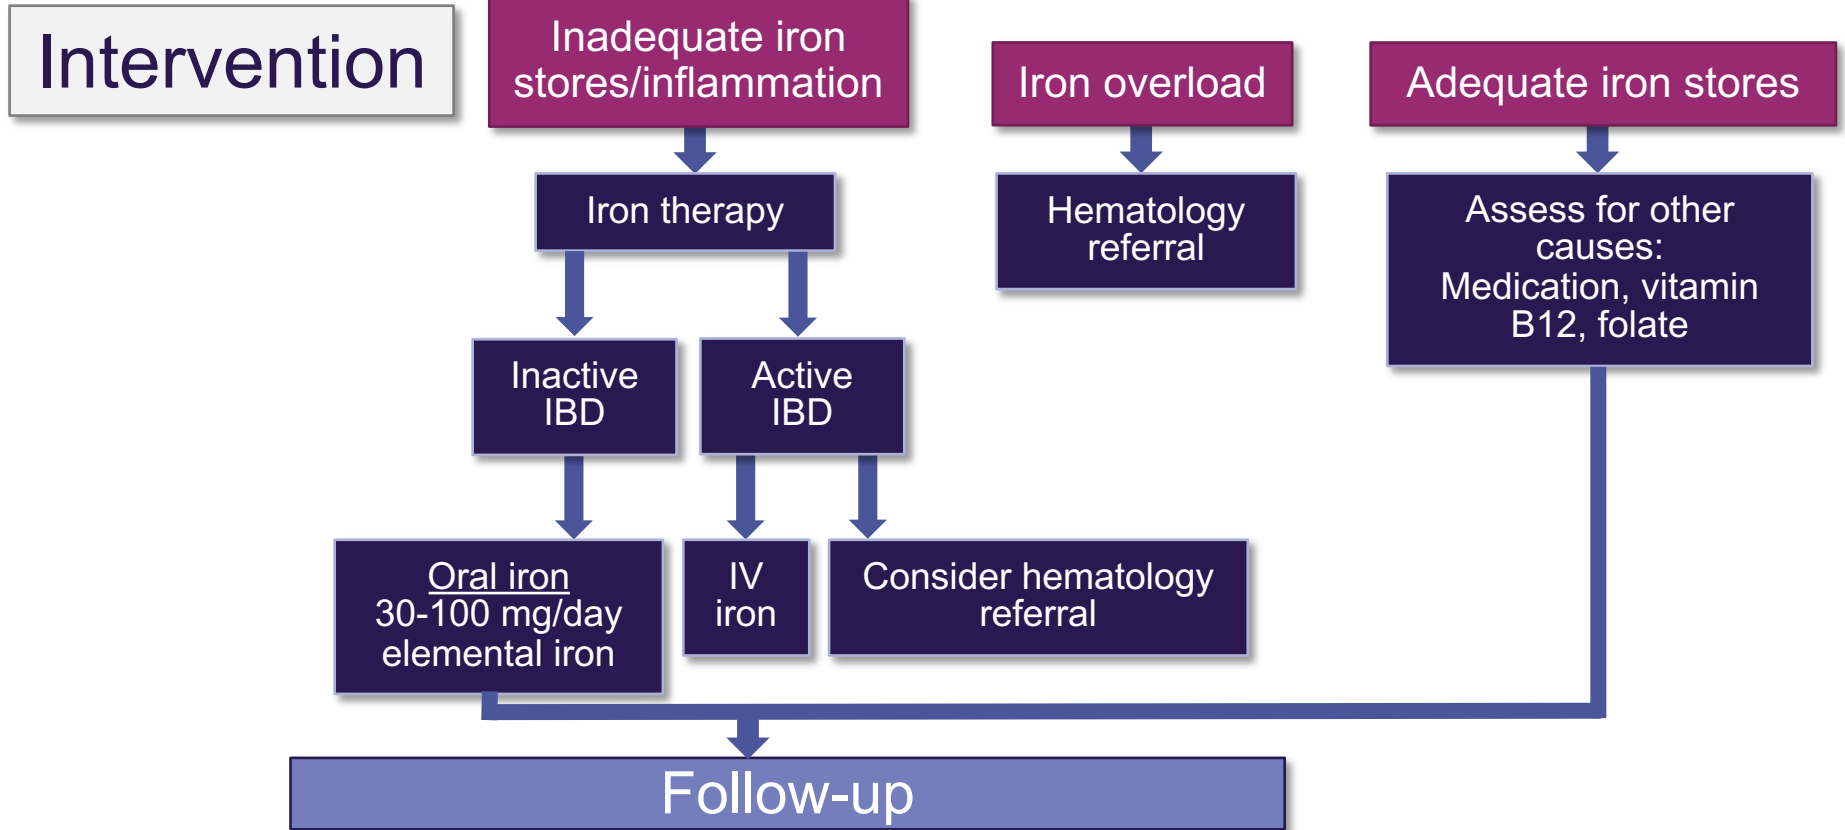 Intervention
Inadequate iron
stores/inflammation
Iron overload
Adequate iron stores
Iron therapy
Hematology
referral
Assess for other
causes:
Medication, vitamin
B12, folate
Inactive
IBD
Active
IBD
Oral iron
30-100 mg/day
elemental iron
IV
iron
Consider hematology
referral
Follow-up